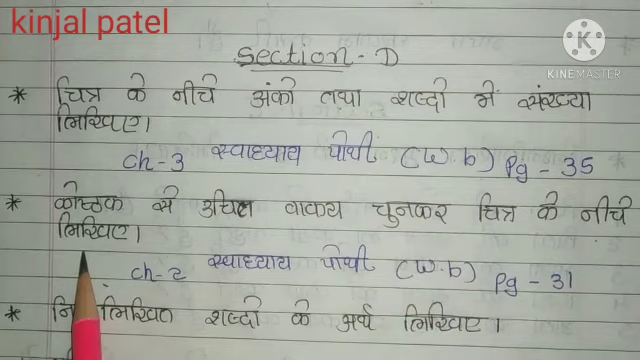 kinjal patel
K
KINEMASTER
Section - D
* चित्र के नीचे अंको तथा शब्दो में संख्या
लिखिए।
Ch-3 स्वाध्याय पोथी (W.b) Pg - 35
* कोष्ठक से उचित वाक्य चुनकर चित्र के नीचे
लिखिए।
Ch-2 स्वाध्याय पोथी (W.b) Pg - 31
* लिखित शब्दो के अर्थ लिखिए।